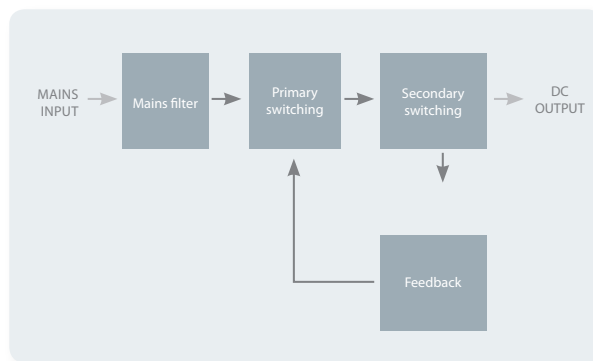 MAINS
INPUT
Mains filter
Primary
switching
Secondary
switching
DC
OUTPUT
Feedback